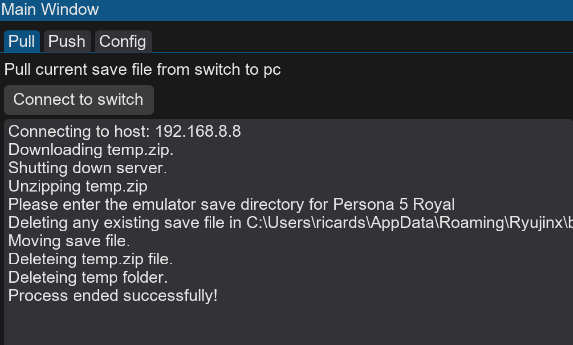 Main Window
Pull Push Config
Pull current save file from switch to pc
Connect to switch
Connecting to host: 192.168.8.8
Downloading temp.zip.
Shutting down server.
Unzipping temp.zip
Please enter the emulator save directory for Persona 5 Royal
Deleting any existing save file in C:\Users\ricards\AppData\Roaming\Ryujinx\b
Moving save file.
Deleteing temp.zip file.
Deleteing temp folder.
Process ended successfully!